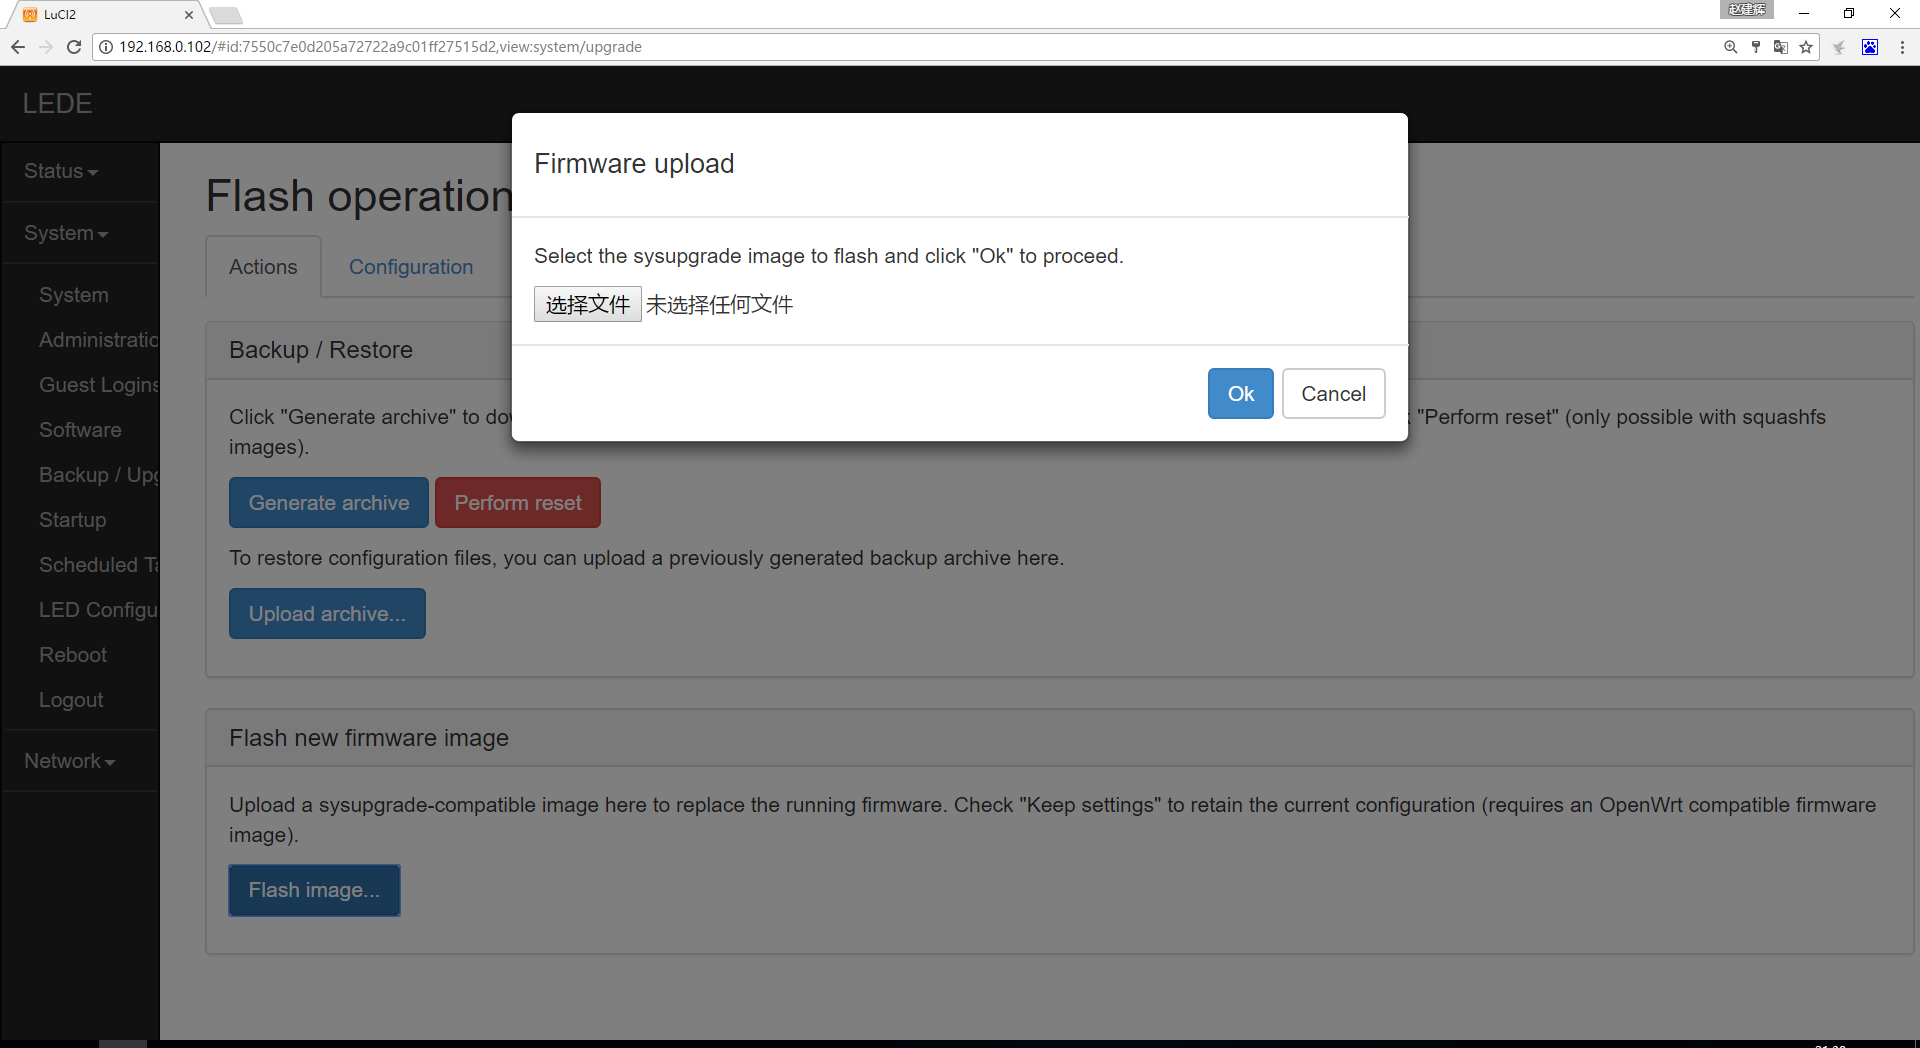 LuCI2
赵建辉
192.168.0.102/#id:7550c7e0d205a72722a9c01ff27515d2,view:system/upgrade
LEDE
Status
System
System
Administratio
Guest Logins
Software
Backup / Upg
Startup
Scheduled Ta
LED Configu
Reboot
Logout
Network
Flash operation
Actions
Configuration
Backup / Restore
Click "Generate archive" to do
"Perform reset" (only possible with squashfs
images).
Generate archive
Perform reset
To restore configuration files, you can upload a previously generated backup archive here.
Upload archive...
Flash new firmware image
Upload a sysupgrade-compatible image here to replace the running firmware. Check "Keep settings" to retain the current configuration (requires an OpenWrt compatible firmware
image).
Flash image...
Firmware upload
Select the sysupgrade image to flash and click "Ok" to proceed.
选择文件 未选择任何文件
Ok
Cancel